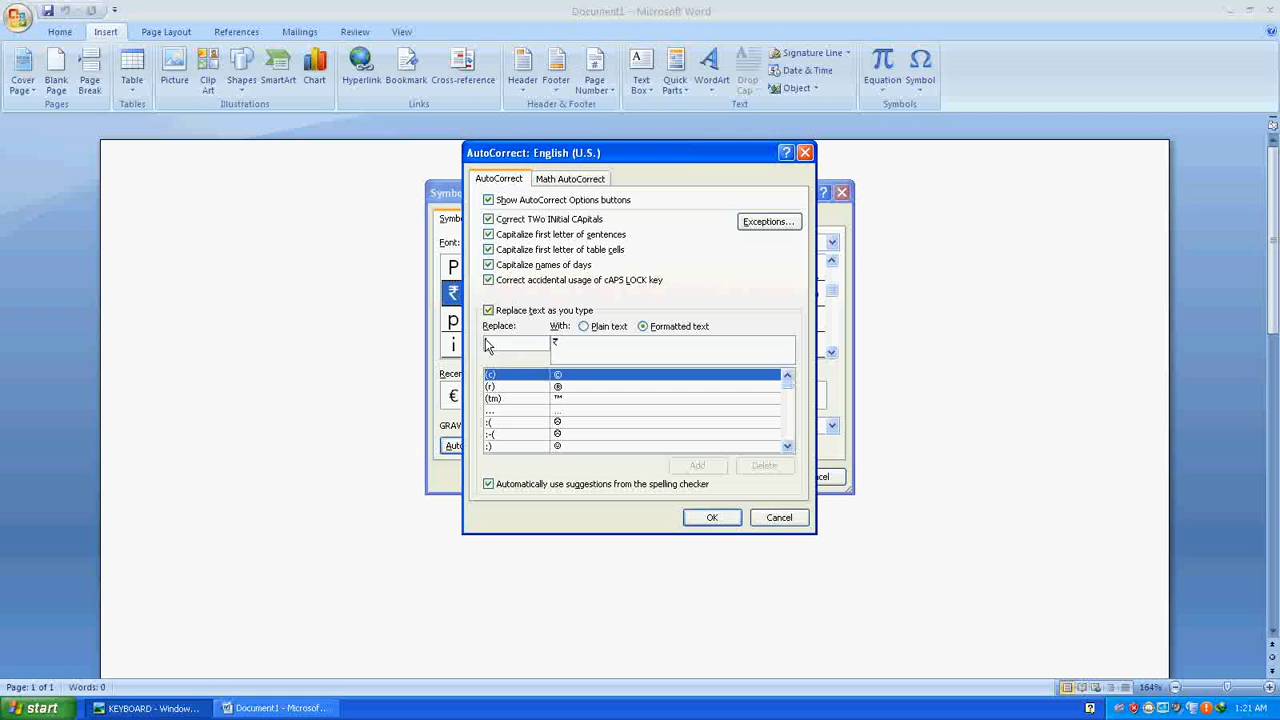 Document1 - Microsoft Word
Home Insert Page Layout References Mailings Review View
Cover Page Blank Page Page Break Table Picture Clip Art Shapes SmartArt Chart Hyperlink Bookmark Cross-reference Header Footer Page Number Text Box Quick Parts WordArt Drop Cap Signature Line Equation Symbol
Date & Time
Object
Pages Tables Illustrations Links Header & Footer Text Symbols
AutoCorrect: English (U.S.)
AutoCorrect Math AutoCorrect
Show AutoCorrect Options buttons
Correct TWo INitial CApitals
Exceptions...
Capitalize first letter of sentences
Capitalize first letter of table cells
Capitalize names of days
Correct accidental usage of cAPS LOCK key
Replace text as you type
Replace: With: Plain text Formatted text
₹
(c) ©
(r) ®
(tm) ™
... …
:( ☹
:-( ☹
:) ☺
Add Delete
Automatically use suggestions from the spelling checker
OK Cancel
Symbo
Symbo
Font:
P
₹
p
i
Recen
€
GRAV
Auto
cel
Page: 1 of 1 Words: 0 164%
start KEYBOARD - Window... Document1 - Microsof... 1:21 AM